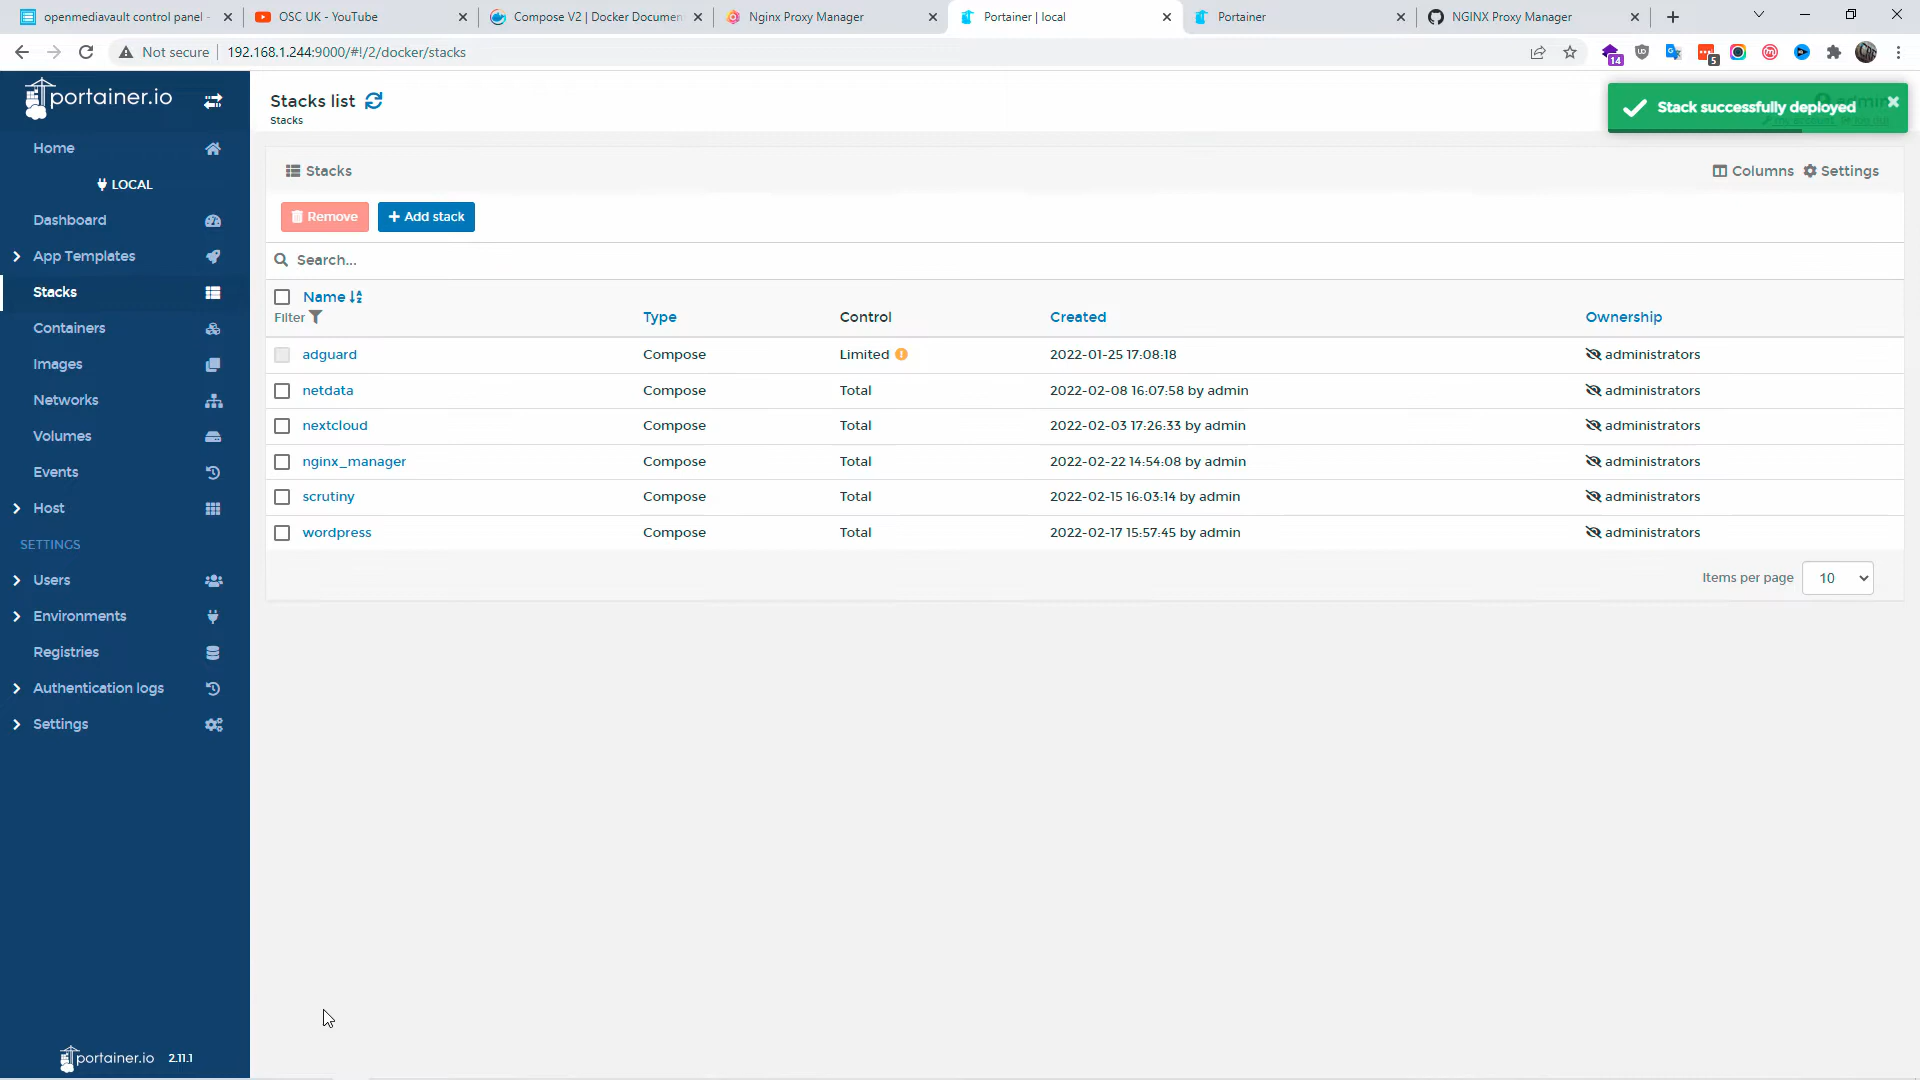 openmediavault control panel -
OSC UK - YouTube
Compose V2 | Docker Documen
Nginx Proxy Manager
Portainer | local
Portainer
NGINX Proxy Manager
Not secure
192.168.1.244:9000/#!/2/docker/stacks
14
5
portainer.io
Home
LOCAL
Dashboard
App Templates
Stacks
Containers
Images
Networks
Volumes
Events
Host
SETTINGS
Users
Environments
Registries
Authentication logs
Settings
portainer.io 2.11.1
Stacks list
Stacks
Stack successfully deployed
Stacks
Columns
Settings
Remove
+ Add stack
Search...
Name
Filter
Type
Control
Created
Ownership
adguard Compose Limited 2022-01-25 17:08:18 administrators
netdata Compose Total 2022-02-08 16:07:58 by admin administrators
nextcloud Compose Total 2022-02-03 17:26:33 by admin administrators
nginx_manager Compose Total 2022-02-22 14:54:08 by admin administrators
scrutiny Compose Total 2022-02-15 16:03:14 by admin administrators
wordpress Compose Total 2022-02-17 15:57:45 by admin administrators
Items per page 10